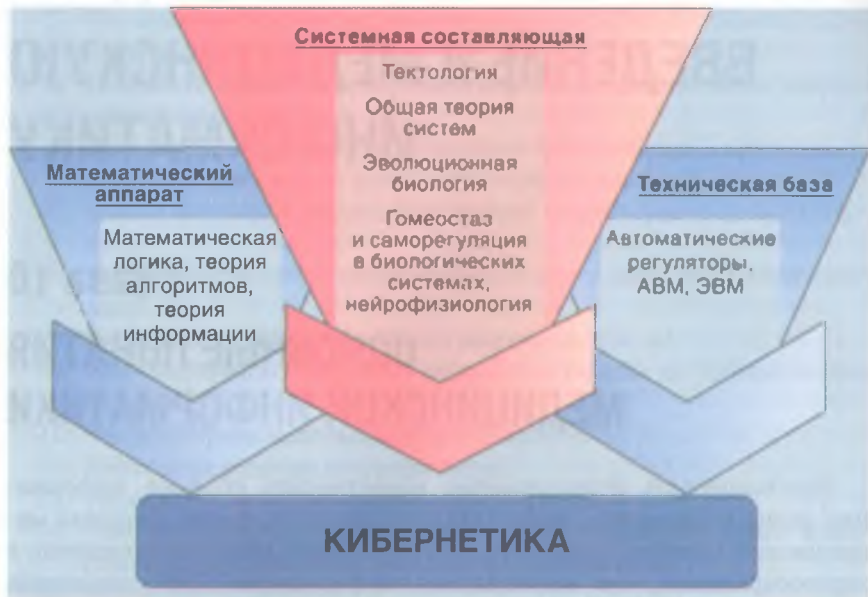 Системная составляющая
Тектология
Общая теория
систем
Эволюционная
биология
Гомеостаз
и саморегуляция
в биологических
системах,
нейрофизиология
Математический
аппарат
Математическая
логика, теория
алгоритмов,
теория
информации
Техническая база
Автоматические
регуляторы,
АВМ, ЭВМ
КИБЕРНЕТИКА